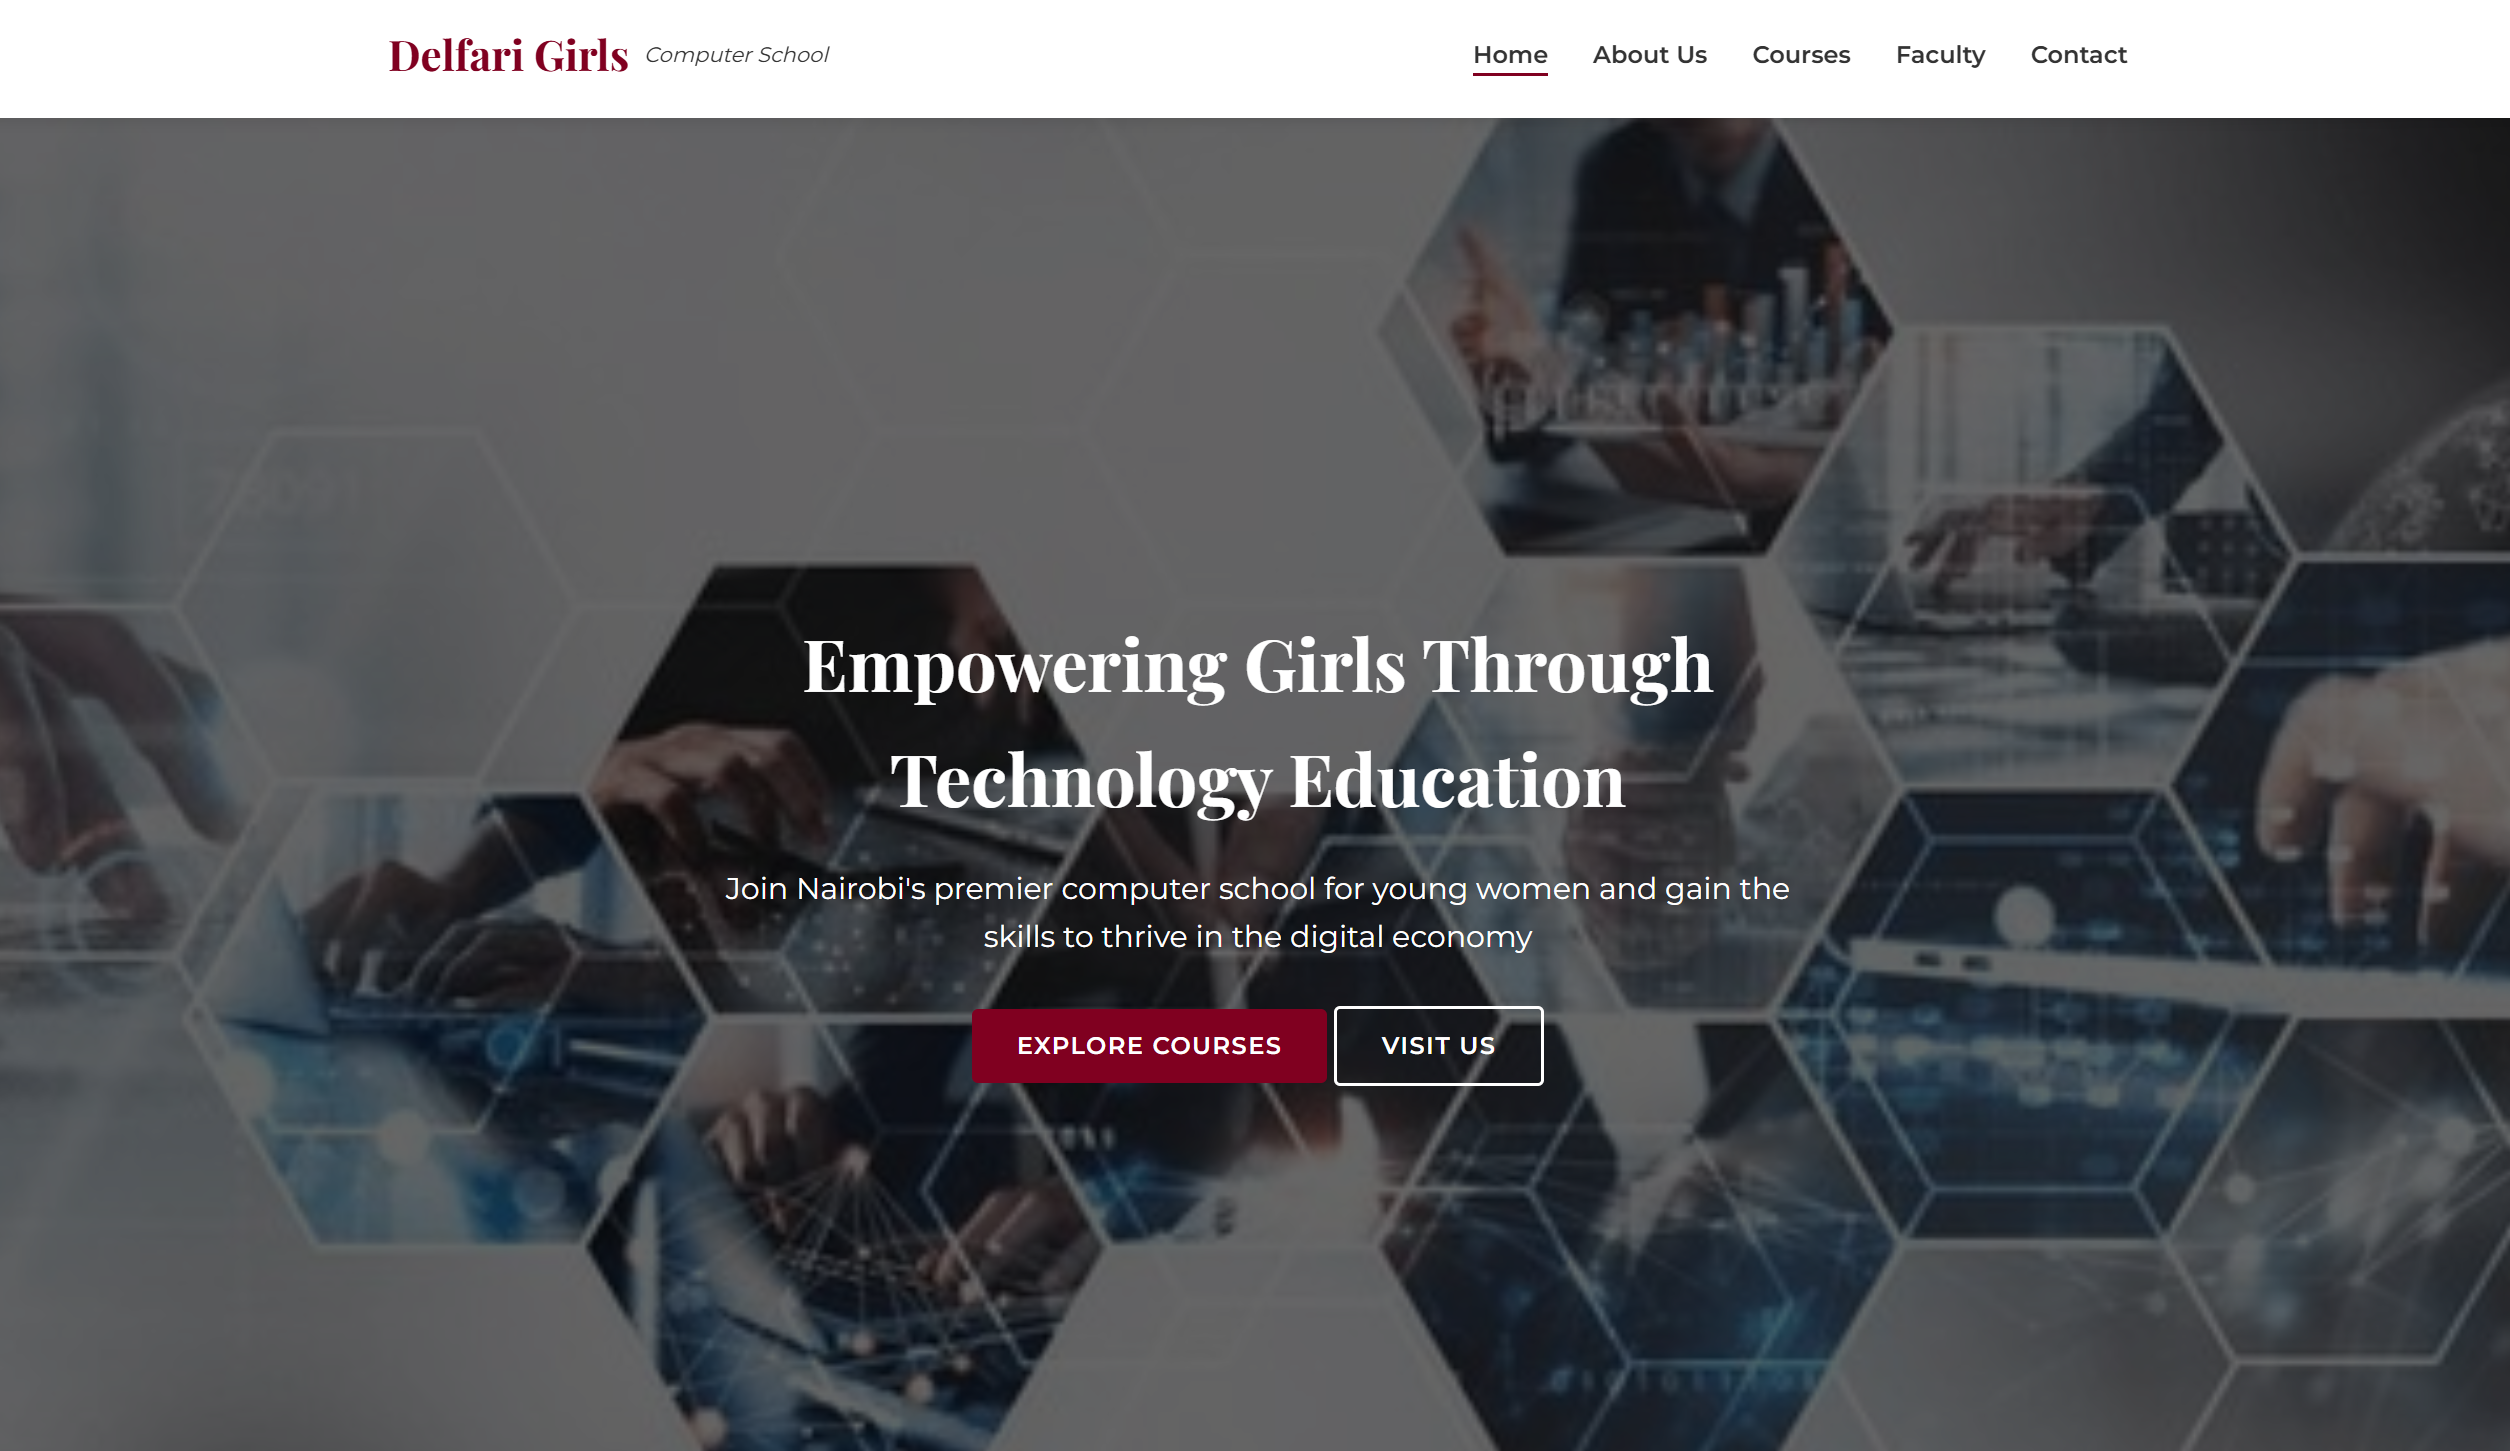 Delfari Girls Computer School
Home About Us Courses Faculty Contact
Empowering Girls Through
Technology Education
Join Nairobi's premier computer school for young women and gain the
skills to thrive in the digital economy
EXPLORE COURSES VISIT US